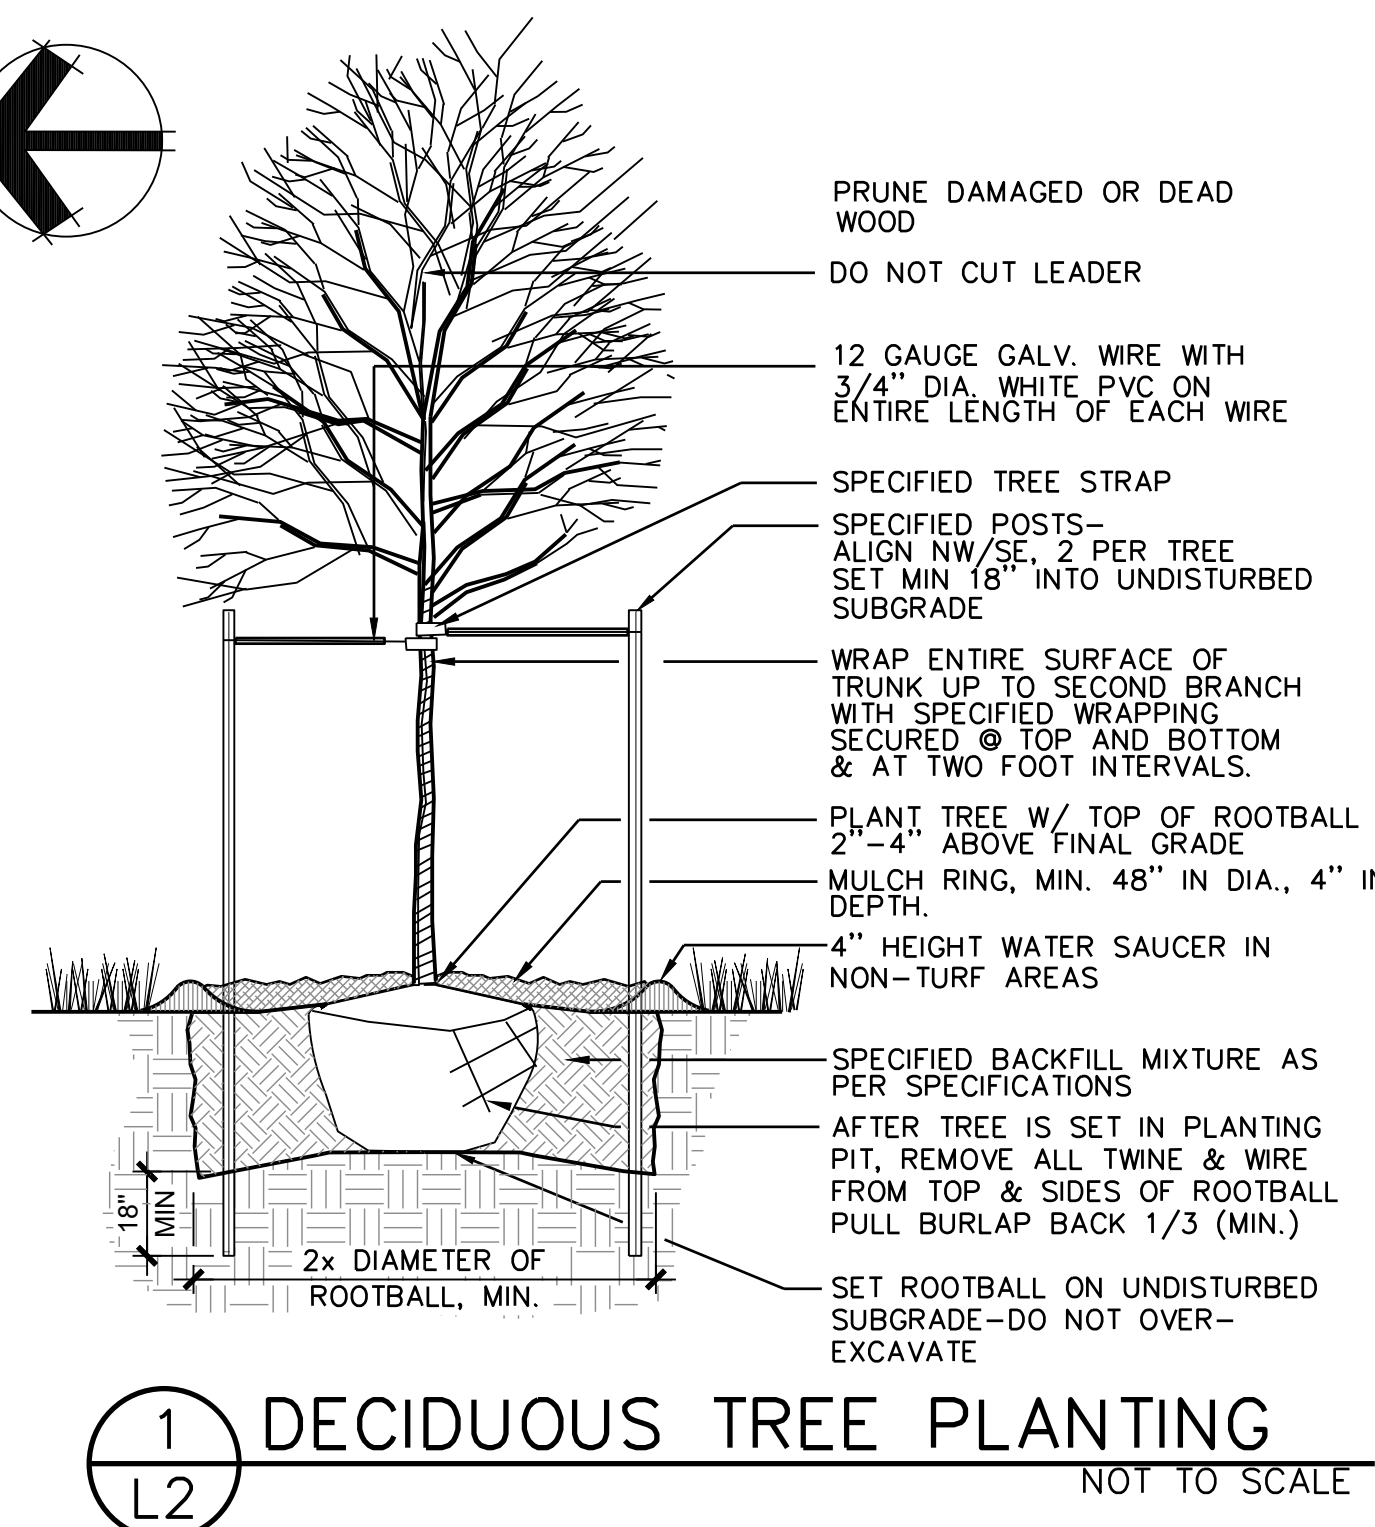 PRUNE DAMAGED OR DEAD
WOOD
DO NOT CUT LEADER
12 GAUGE GALV. WIRE WITH
3/4" DIA. WHITE PVC ON
ENTIRE LENGTH OF EACH WIRE
SPECIFIED TREE STRAP
SPECIFIED POSTS-
ALIGN NW/SE, 2 PER TREE
SET MIN 18" INTO UNDISTURBED
SUBGRADE
WRAP ENTIRE SURFACE OF
TRUNK UP TO SECOND BRANCH
WITH SPECIFIED WRAPPING
SECURED @ TOP AND BOTTOM
& AT TWO FOOT INTERVALS.
PLANT TREE W/ TOP OF ROOTBALL
2"-4" ABOVE FINAL GRADE
MULCH RING, MIN. 48" IN DIA., 4"
DEPTH.
4" HEIGHT WATER SAUCER IN
NON-TURF AREAS
SPECIFIED BACKFILL MIXTURE AS
PER SPECIFICATIONS
AFTER TREE IS SET IN PLANTING
PIT, REMOVE ALL TWINE & WIRE
FROM TOP & SIDES OF ROOTBALL
PULL BURLAP BACK 1/3 (MIN.)
SET ROOTBALL ON UNDISTURBED
SUBGRADE-DO NOT OVER-
EXCAVATE
18"
MIN
2x DIAMETER OF
ROOTBALL, MIN.
1
L2
DECIDUOUS TREE PLANTING
NOT TO SCALE